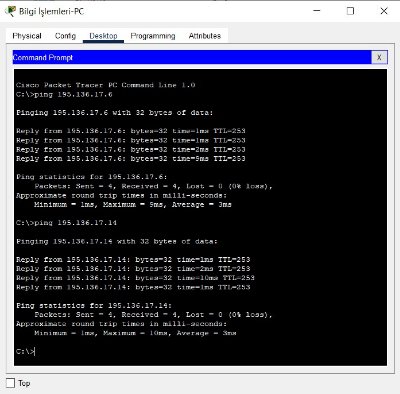 Bilgi İşlemleri-PC
Physical Config Desktop Programming Attributes
Command Prompt X
Cisco Packet Tracer PC Command Line 1.0
C:\>ping 195.136.17.6
Pinging 195.136.17.6 with 32 bytes of data:
Reply from 195.136.17.6: bytes=32 time=1ms TTL=253
Reply from 195.136.17.6: bytes=32 time=1ms TTL=253
Reply from 195.136.17.6: bytes=32 time=2ms TTL=253
Reply from 195.136.17.6: bytes=32 time=9ms TTL=253
Ping statistics for 195.136.17.6:
Packets: Sent = 4, Received = 4, Lost = 0 (0% loss),
Approximate round trip times in milli-seconds:
Minimum = 1ms, Maximum = 9ms, Average = 3ms
C:\>ping 195.136.17.14
Pinging 195.136.17.14 with 32 bytes of data:
Reply from 195.136.17.14: bytes=32 time=1ms TTL=253
Reply from 195.136.17.14: bytes=32 time=2ms TTL=253
Reply from 195.136.17.14: bytes=32 time=10ms TTL=253
Reply from 195.136.17.14: bytes=32 time=1ms TTL=253
Ping statistics for 195.136.17.14:
Packets: Sent = 4, Received = 4, Lost = 0 (0% loss),
Approximate round trip times in milli-seconds:
Minimum = 1ms, Maximum = 10ms, Average = 3ms
C:\>
Top